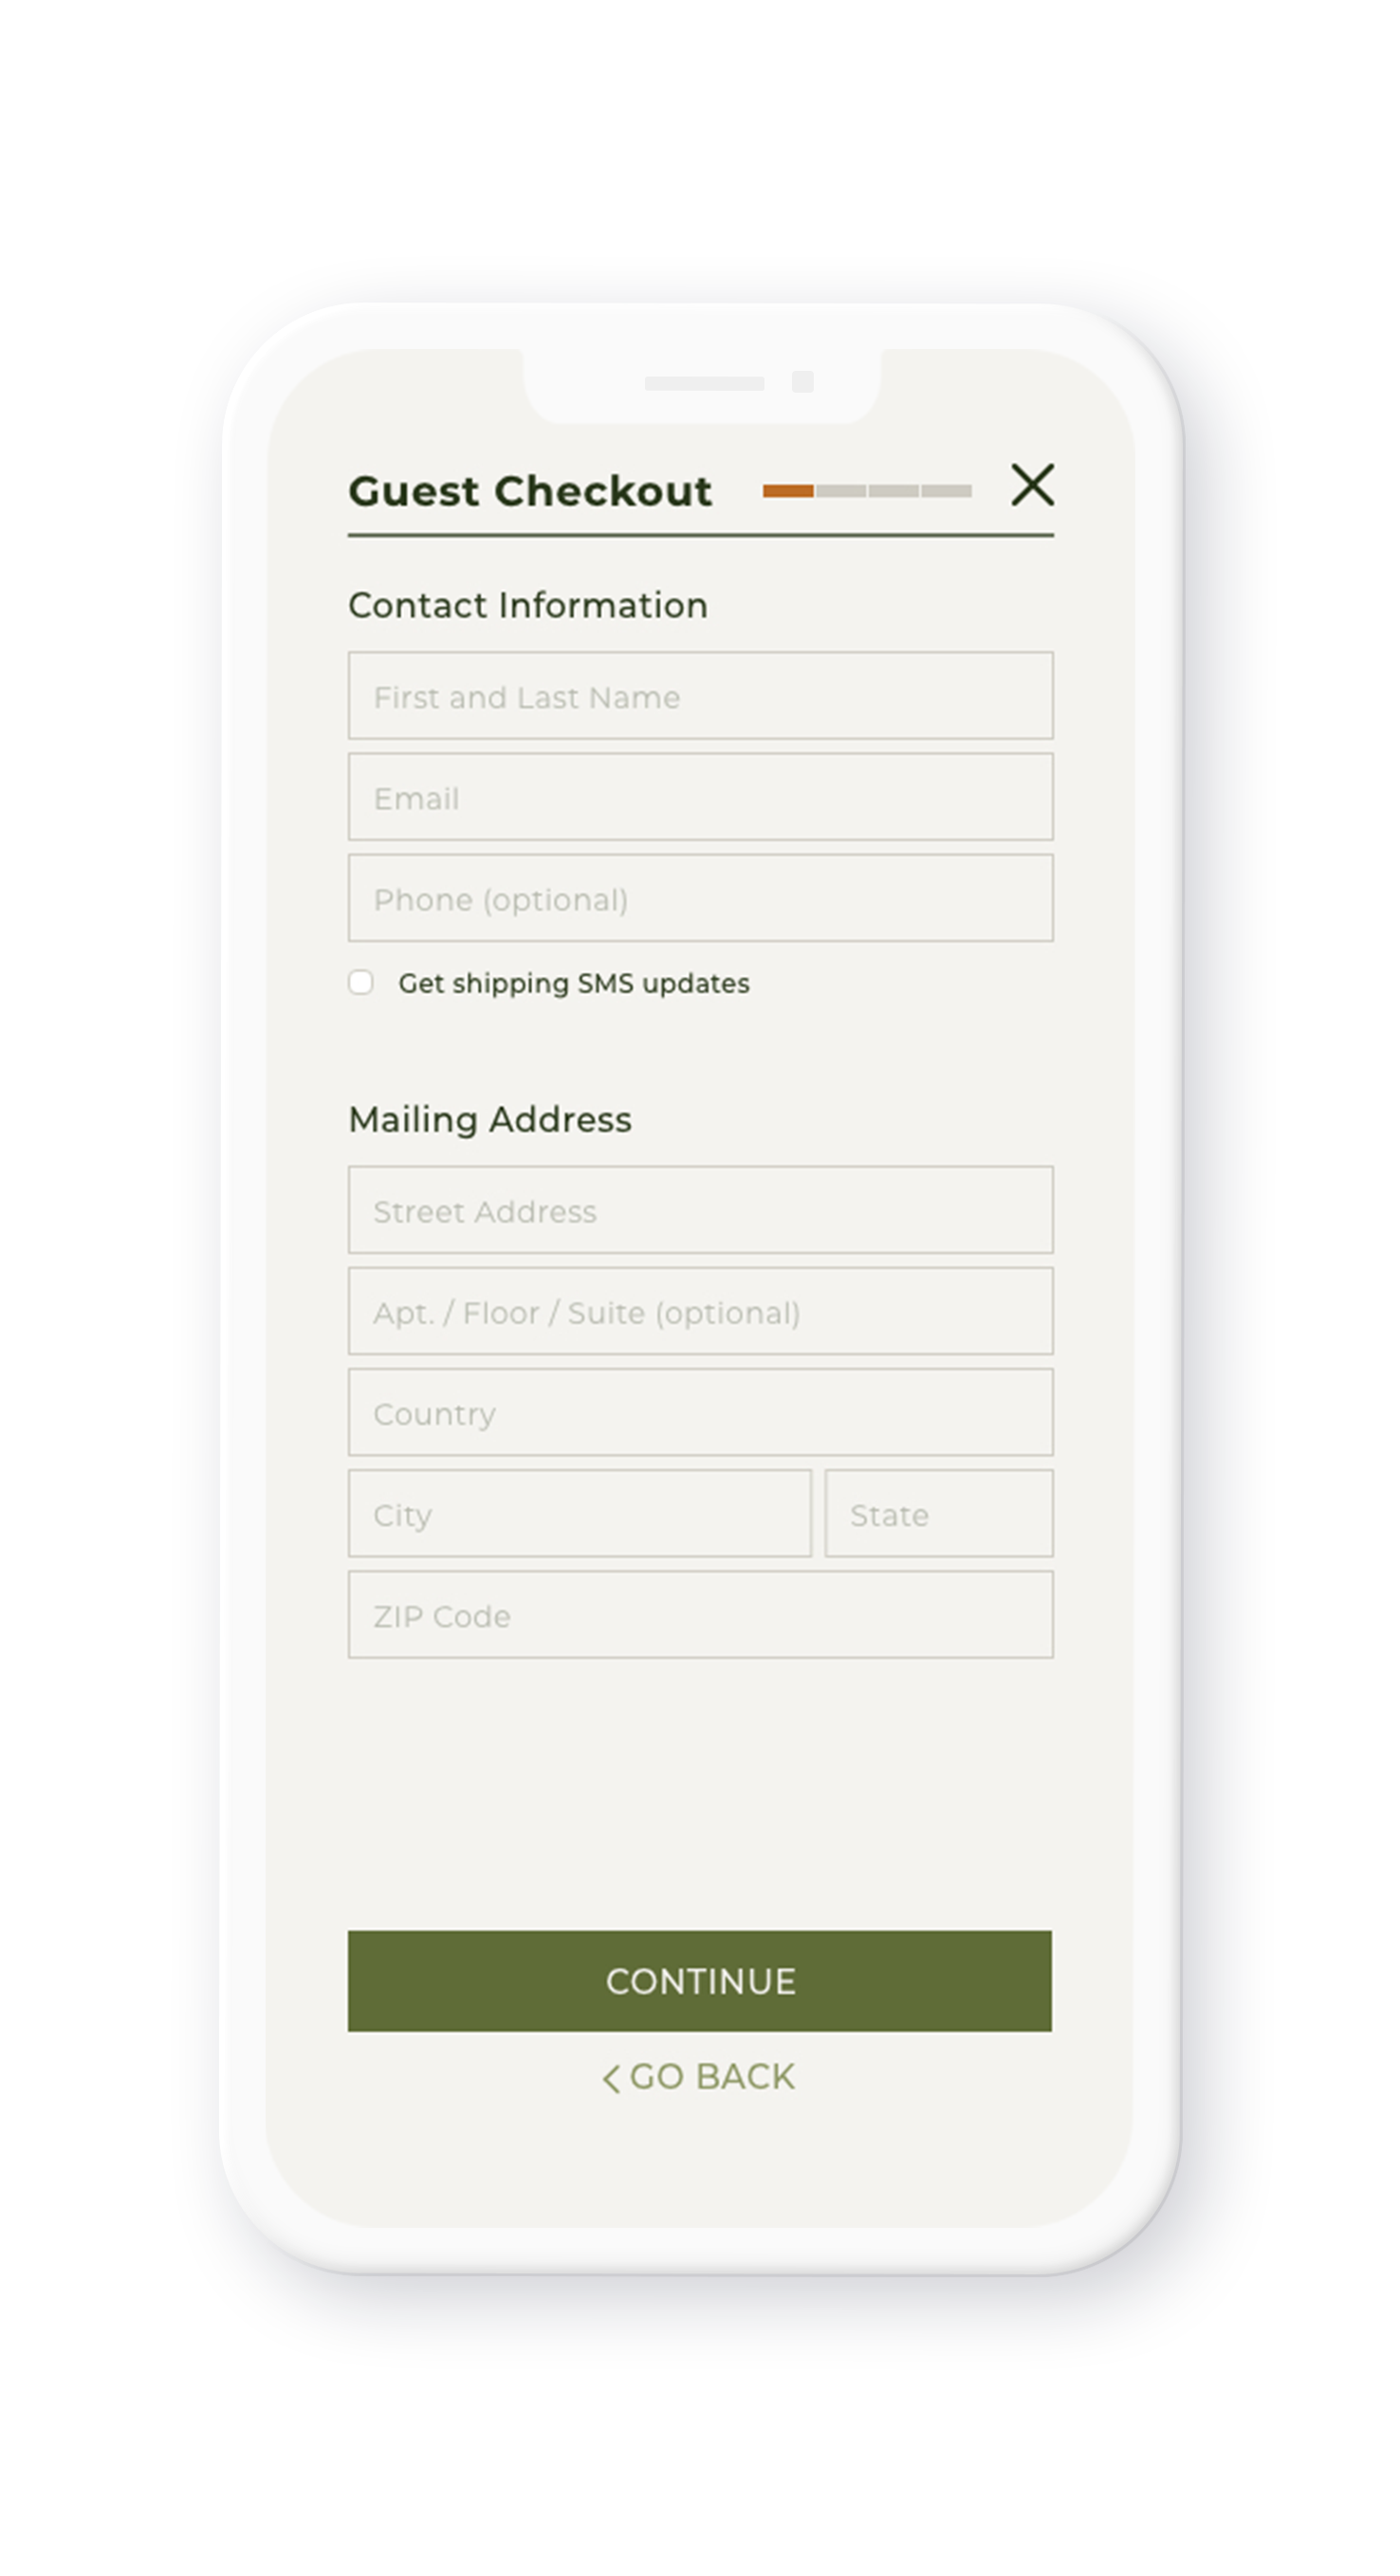 Guest Checkout
Contact Information
First and Last Name
Email
Phone (optional)
Get shipping SMS updates
Mailing Address
Street Address
Apt. / Floor / Suite (optional)
Country
City State
ZIP Code
CONTINUE
GO BACK